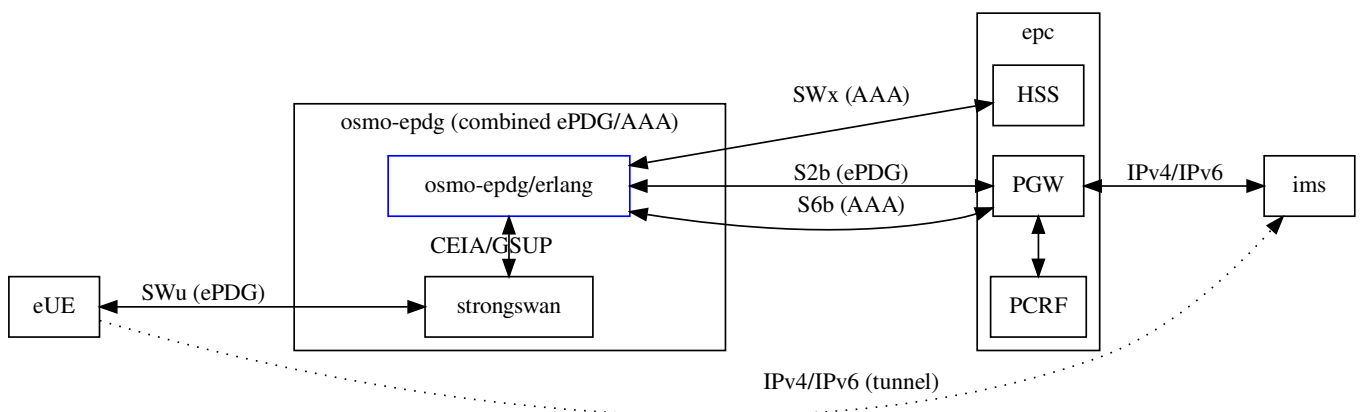 epc
SWx (AAA)
HSS
osmo-epdg (combined ePDG/AAA)
osmo-epdg/erlang
S2b (ePDG)
PGW
IPv4/IPv6
ims
S6b (AAA)
CEIA/GSUP
eUE
SWu (ePDG)
strongswan
PCRF
IPv4/IPv6 (tunnel)